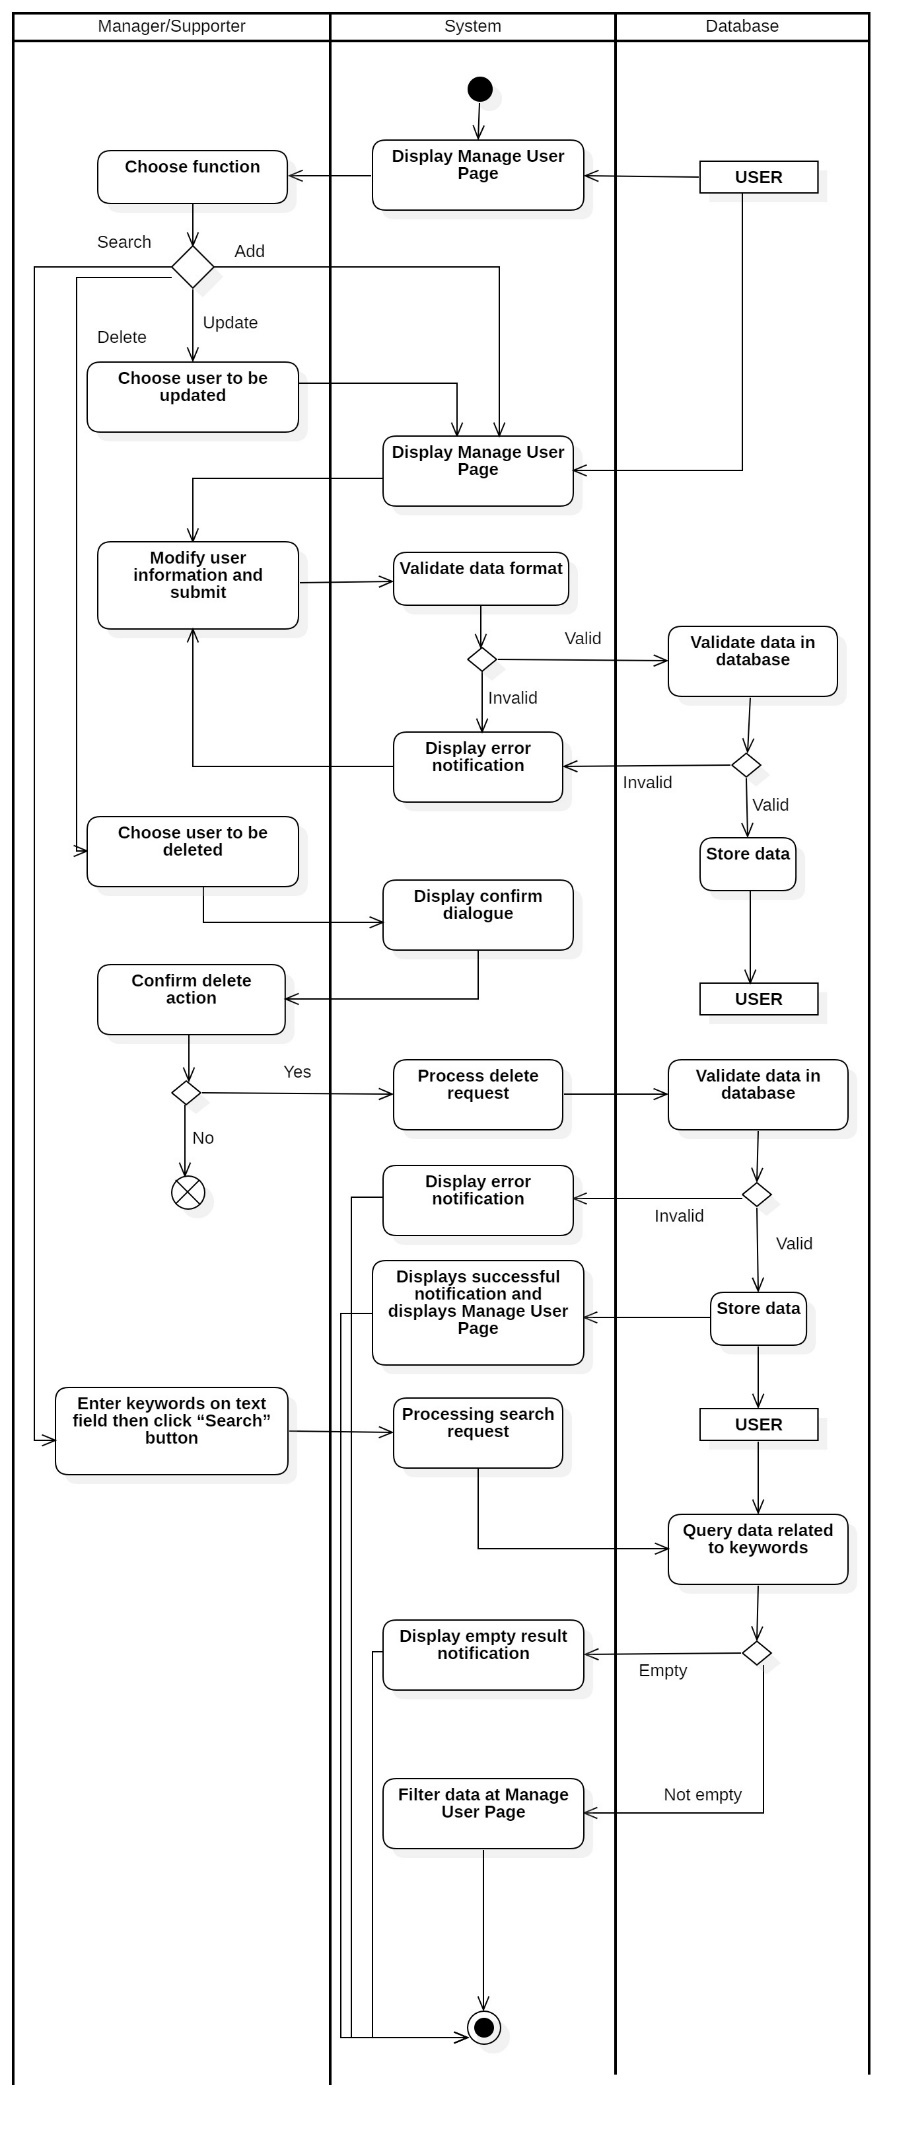 Manager/Supporter
System
Database
Display Manage User
Page
Choose function
USER
Search
Add
Update
Delete
Choose user to be
updated
Display Manage User
Page
Modify user
information and
submit
Validate data format
Valid
Validate data in
database
Invalid
Display error
notification
Invalid
Valid
Choose user to be
deleted
Store data
Display confirm
dialogue
Confirm delete
action
USER
Yes
Process delete
request
Validate data in
database
No
Display error
notification
Invalid
Valid
Displays successful
notification and
displays Manage User
Page
Store data
Enter keywords on text
field then click “Search”
button
Processing search
request
USER
Query data related
to keywords
Display empty result
notification
Empty
Filter data at Manage
User Page
Not empty